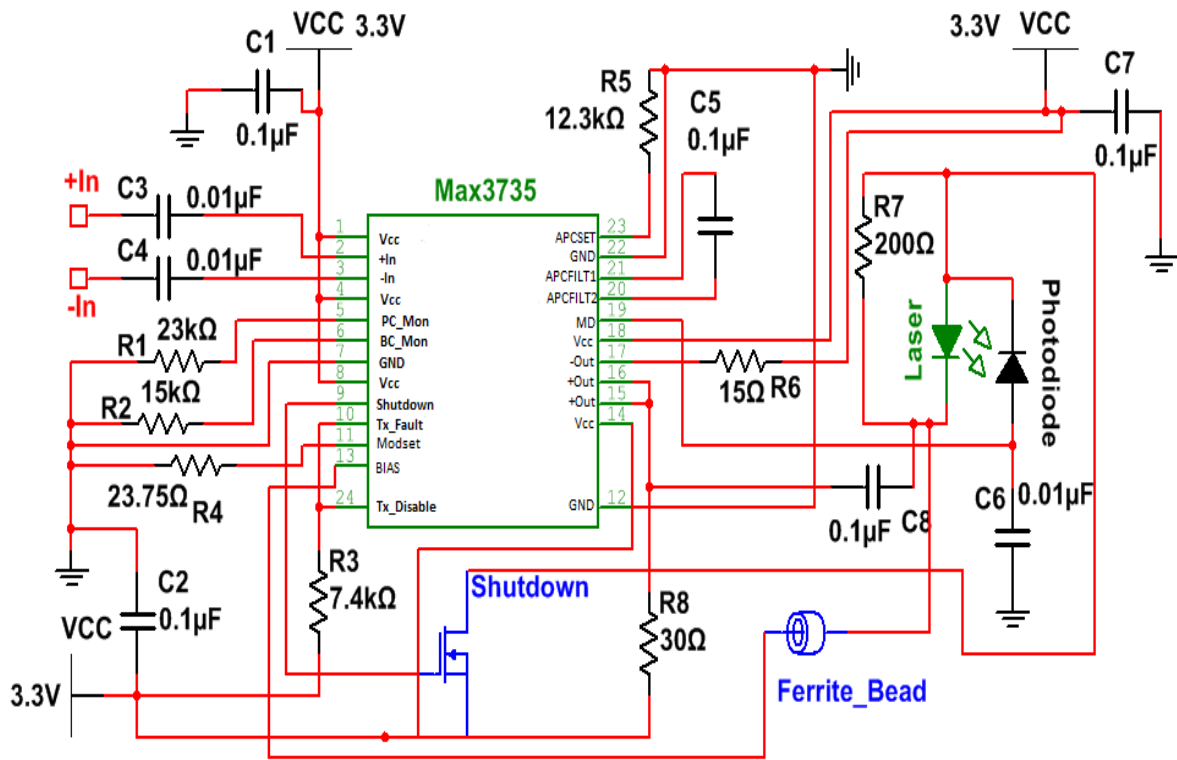 VCC 3.3V
C1
0.1µF
3.3V VCC
C7
0.1µF
R5
12.3kΩ
C5
0.1µF
+In
C3 0.01µF
C4 0.01µF
-In
Max3735
1 Vcc
2 +In
3 -In
4 Vcc
5 PC_Mon
6 BC_Mon
7 GND
8 Vcc
9 Shutdown
10 Tx_Fault
11 Modset
13 BIAS
24 Tx_Disable
APCSET 23
GND 22
APCFILT1 21
APCFILT2 20
MD 19
Vcc 18
-Out 17
+Out 16
+Out 15
Vcc 14
GND 12
R1 23kΩ
15kΩ
R2
23.75Ω R4
15Ω R6
R7
200Ω
Laser
Photodiode
C6 0.01µF
0.1µF C8
C2
0.1µF
VCC
3.3V
R3
7.4kΩ
Shutdown
R8
30Ω
Ferrite_Bead